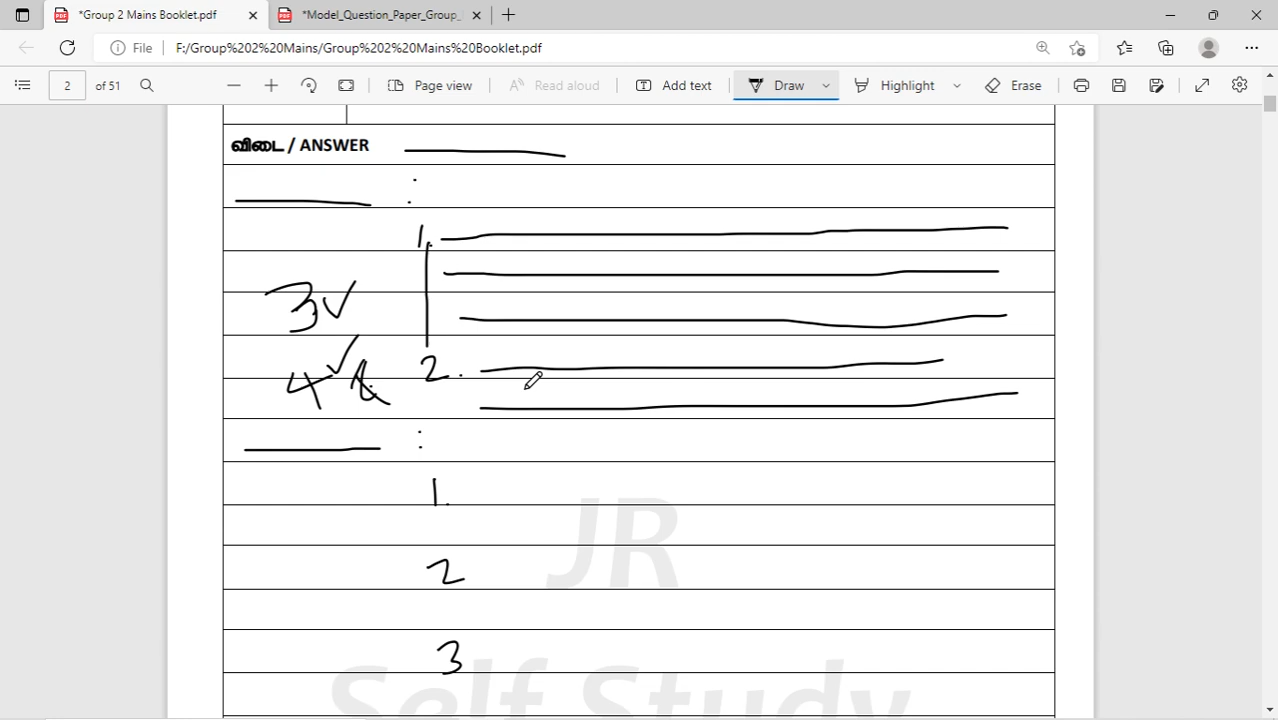 *Group 2 Mains Booklet.pdf
*Model_Question_Paper_Group_
File F:/Group%202%20Mains/Group%202%20Mains%20Booklet.pdf
2 of 51 Page view Read aloud Add text Draw Highlight Erase
விடை / ANSWER
:
1.
3✓
4✓
2.
:
1.
JR
2
3
Self Study